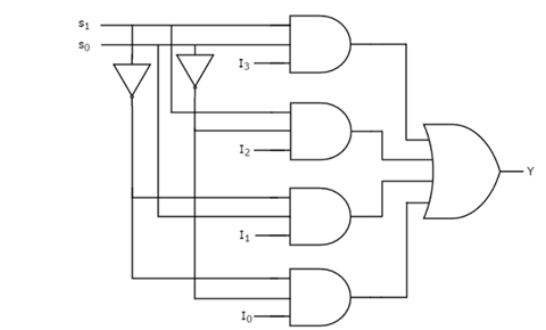 s₁
s₀
I₃
I₂
I₁
I₀
Y